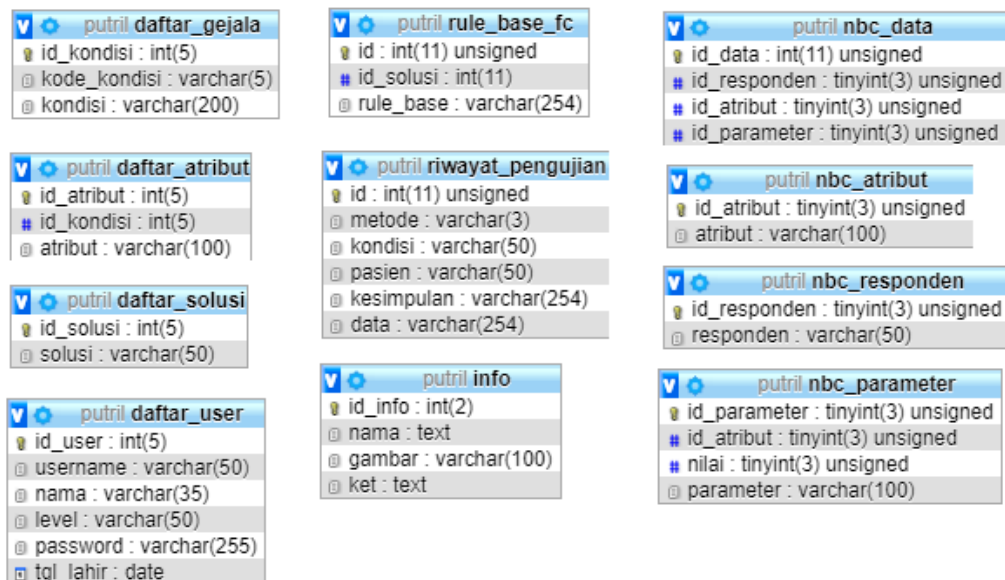 putril daftar_gejala
id_kondisi : int(5)
kode_kondisi : varchar(5)
kondisi : varchar(200)
putril daftar_atribut
id_atribut : int(5)
id_kondisi : int(5)
atribut : varchar(100)
putril daftar_solusi
id_solusi : int(5)
solusi : varchar(50)
putril daftar_user
id_user : int(5)
username : varchar(50)
nama : varchar(35)
level : varchar(50)
password : varchar(255)
tgl_lahir : date
putril rule_base_fc
id : int(11) unsigned
id_solusi : int(11)
rule_base : varchar(254)
putril riwayat_pengujian
id : int(11) unsigned
metode : varchar(3)
kondisi : varchar(50)
pasien : varchar(50)
kesimpulan : varchar(254)
data : varchar(254)
putril info
id_info : int(2)
nama : text
gambar : varchar(100)
ket : text
putril nbc_data
id_data : int(11) unsigned
id_responden : tinyint(3) unsigned
id_atribut : tinyint(3) unsigned
id_parameter : tinyint(3) unsigned
putril nbc_atribut
id_atribut : tinyint(3) unsigned
atribut : varchar(100)
putril nbc_responden
id_responden : tinyint(3) unsigned
responden : varchar(50)
putril nbc_parameter
id_parameter : tinyint(3) unsigned
id_atribut : tinyint(3) unsigned
nilai : tinyint(3) unsigned
parameter : varchar(100)